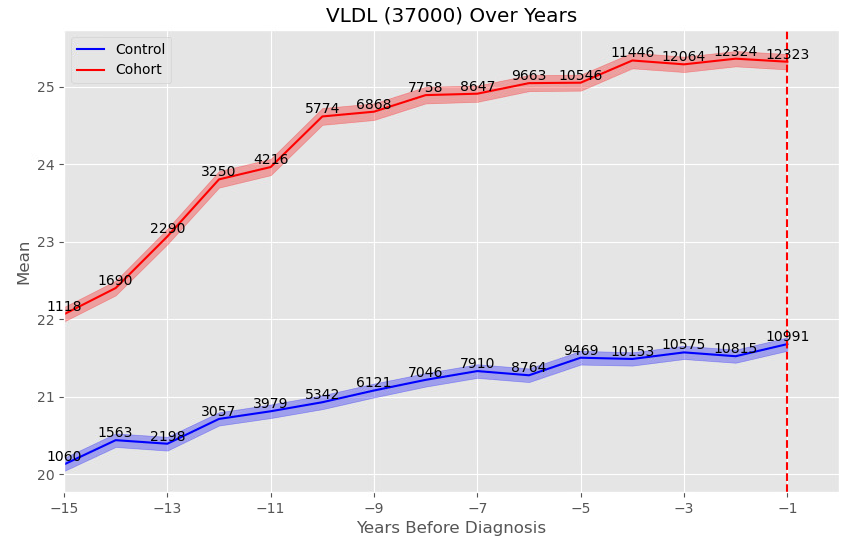 VLDL (37000) Over Years
Control
Cohort
11446 12064 12324 12323
7758 8647 9663 10546
5774 6868
3250 4216
2290
1690
1118
10991
9469 10153 10575 10815
7046 7910 8764
5342 6121
3057 3979
1563 2198
1060
25
24
23
22
21
20
Mean
−15 −13 −11 −9 −7 −5 −3 −1
Years Before Diagnosis